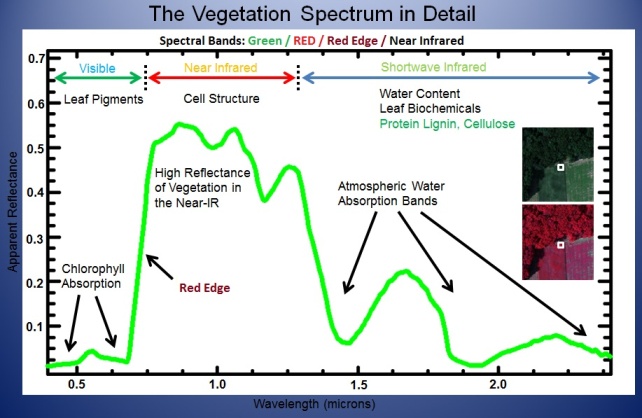 The Vegetation Spectrum in Detail
Spectral Bands: Green / RED / Red Edge / Near Infrared
0.7
Visible
Near Infrared
Shortwave Infrared
0.6
Leaf Pigments
Cell Structure
Water Content
Leaf Biochemicals
Protein Lignin, Cellulose
0.5
High Reflectance
of Vegetation in
the Near-IR
Atmospheric Water
Absorption Bands
0.4
Apparent Reflectance
0.3
Chlorophyll
Absorption
Red Edge
0.2
0.1
0.5
1.0
1.5
2.0
Wavelength (microns)